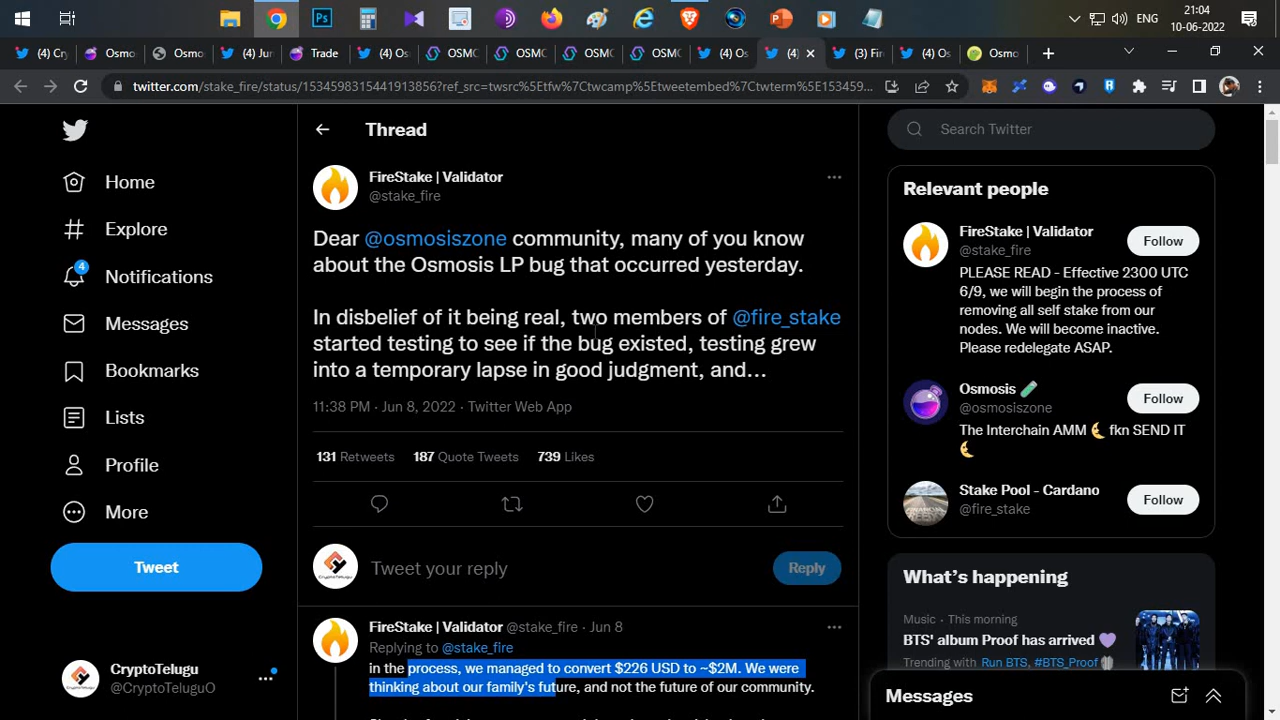 21:04
ENG
10-06-2022
(4) Cr
Osmo
Osmo
(4) Jur
Trade
(4) Os
OSMC
OSMC
OSMC
OSMC
(4) Os
(4)
(3) Fir
(4) Os
Osmo
twitter.com/stake_fire/status/1534598315441913856?ref_src=twsrc%5Etfw%7Ctwcamp%5Etweetembed%7Ctwterm%5E153459...
Thread
Search Twitter
Home
Explore
4
Notifications
Messages
Bookmarks
Lists
Profile
More
Tweet
CryptoTelugu
@CryptoTeluguO
FireStake | Validator
@stake_fire
Dear @osmosiszone community, many of you know
about the Osmosis LP bug that occurred yesterday.
In disbelief of it being real, two members of @fire_stake
started testing to see if the bug existed, testing grew
into a temporary lapse in good judgment, and...
11:38 PM · Jun 8, 2022 · Twitter Web App
131 Retweets 187 Quote Tweets 739 Likes
CryptoTelugu
Tweet your reply
Reply
FireStake | Validator @stake_fire · Jun 8
Replying to @stake_fire
in the process, we managed to convert $226 USD to ~$2M. We were
thinking about our family's future, and not the future of our community.
Relevant people
FireStake | Validator
@stake_fire
Follow
PLEASE READ - Effective 2300 UTC
6/9, we will begin the process of
removing all self stake from our
nodes. We will become inactive.
Please redelegate ASAP.
Osmosis
@osmosiszone
Follow
The Interchain AMM fkn SEND IT
Stake Pool - Cardano
@fire_stake
Follow
What's happening
Music · This morning
BTS' album Proof has arrived
Trending with Run BTS, #BTS_Proof
Messages